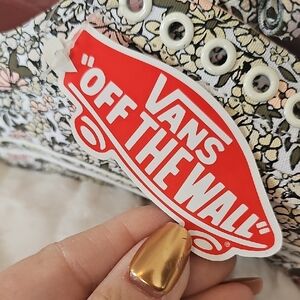 VANS
"OFF THE WALL"
®